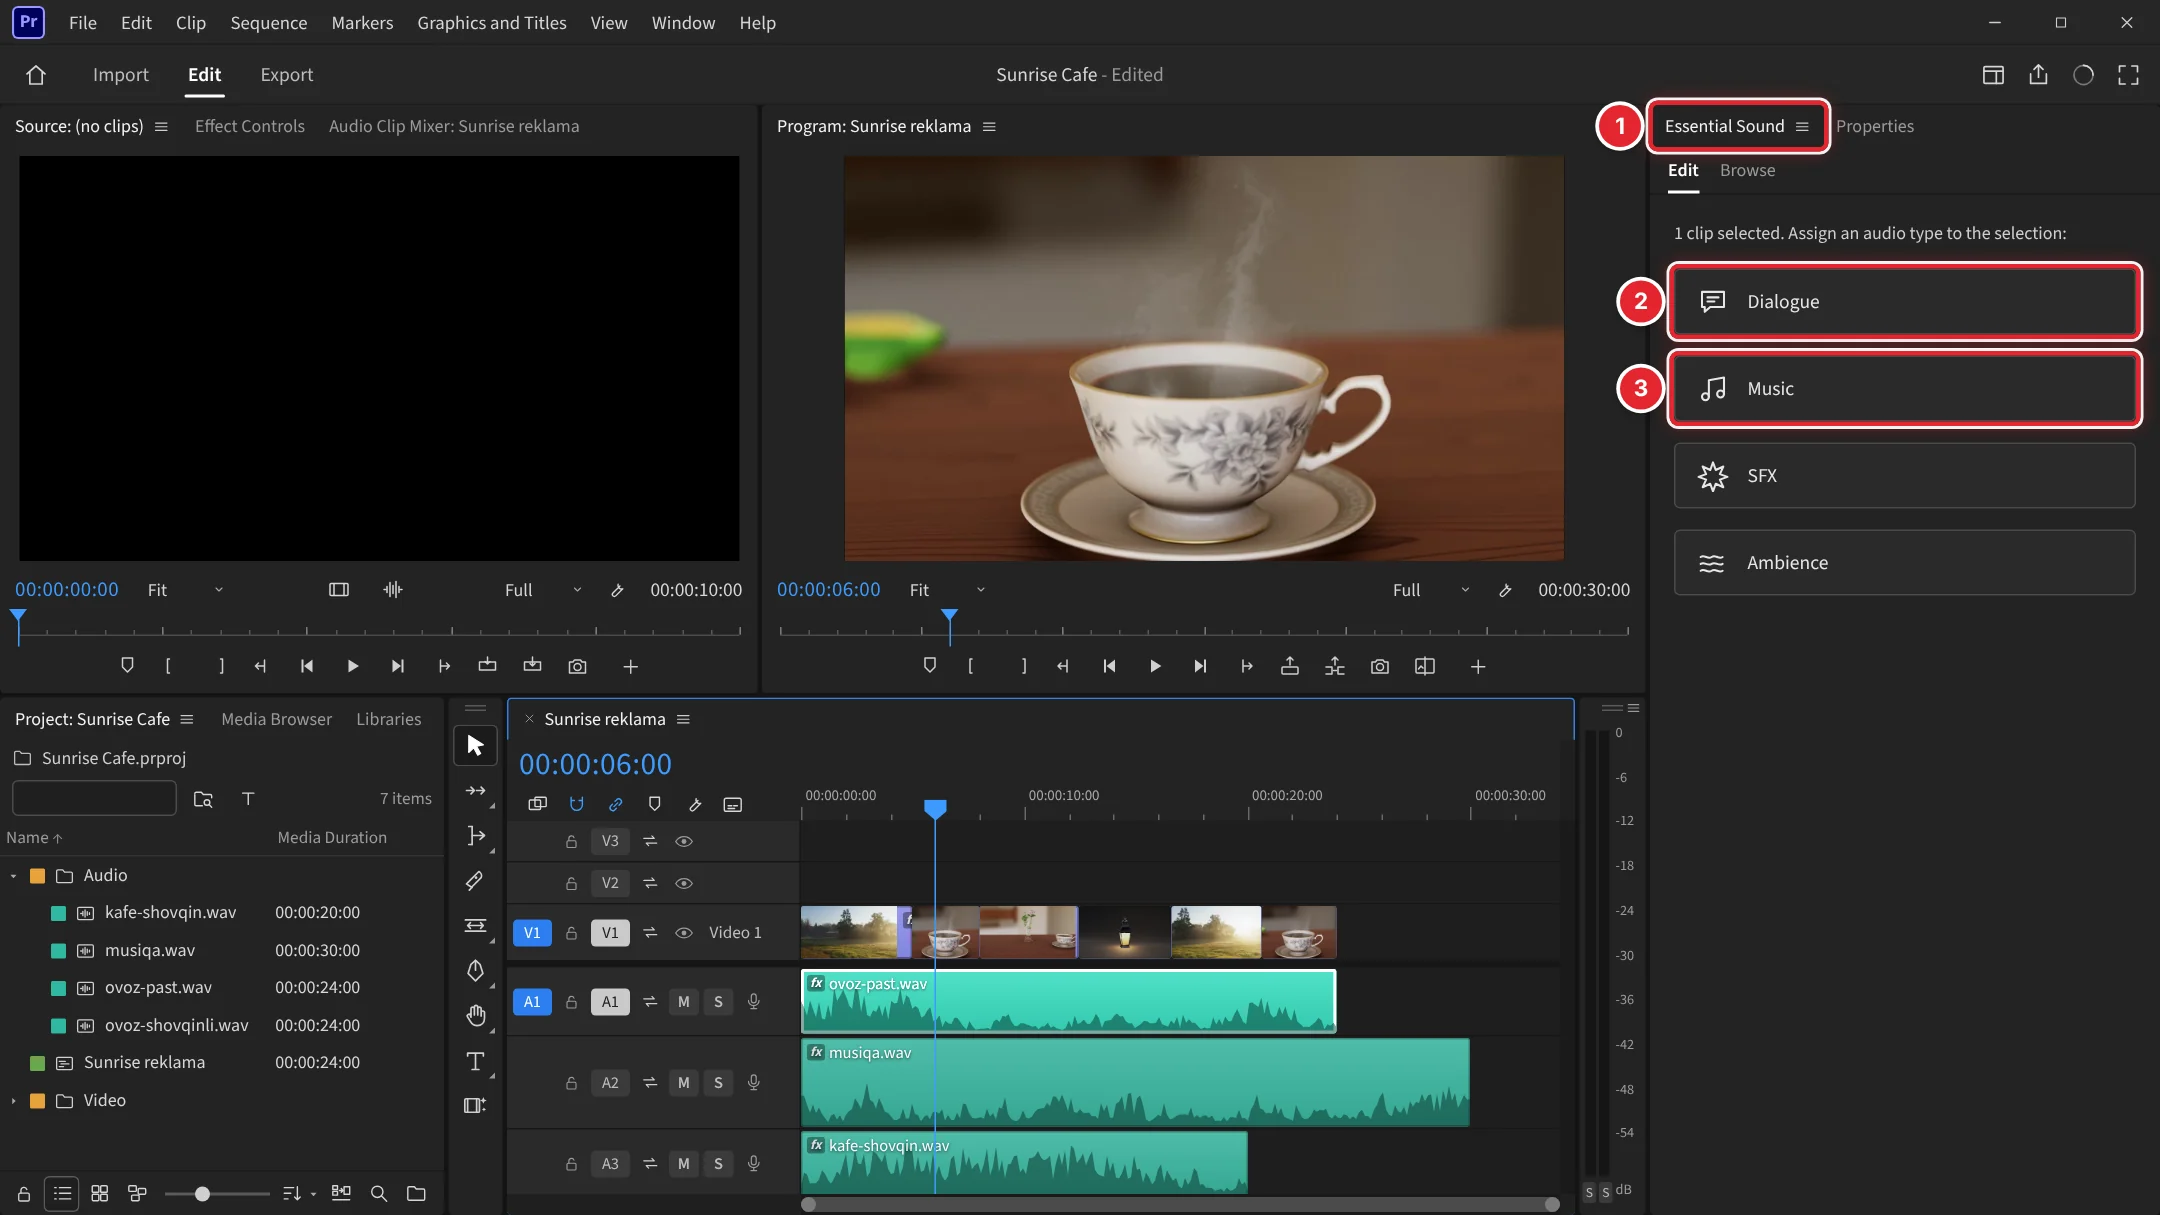 Pr File Edit Clip Sequence Markers Graphics and Titles View Window Help
Import Edit Export
Sunrise Cafe - Edited
Source: (no clips) Effect Controls Audio Clip Mixer: Sunrise reklama
Program: Sunrise reklama
1 Essential Sound Properties
Edit Browse
1 clip selected. Assign an audio type to the selection:
2 Dialogue
3 Music
SFX
Ambience
00:00:00:00 Fit Full 00:00:10:00
00:00:06:00 Fit Full 00:00:30:00
Project: Sunrise Cafe Media Browser Libraries
Sunrise Cafe.prproj
7 items
Name Media Duration
Audio
kafe-shovqin.wav 00:00:20:00
musiqa.wav 00:00:30:00
ovoz-past.wav 00:00:24:00
ovoz-shovqinli.wav 00:00:24:00
Sunrise reklama 00:00:24:00
Video
Sunrise reklama
00:00:06:00
00:00:00:00 00:00:10:00 00:00:20:00 00:00:30:00
V3
V2
V1 V1 Video 1
A1 A1 M S fx ovoz-past.wav
A2 M S fx musiqa.wav
A3 M S fx kafe-shovqin.wav
0
-6
-12
-18
-24
-30
-36
-42
-48
-54
S S dB